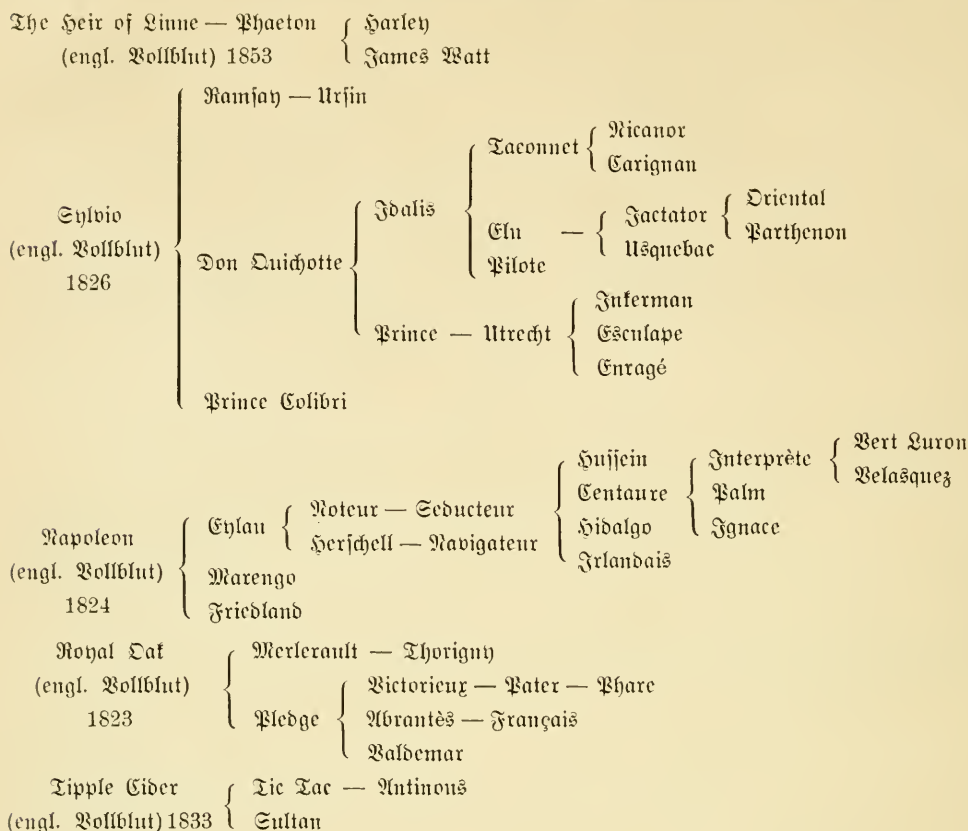 The Heir of Linne — Phaeton
(engl. Vollblut) 1853
Harley
James Watt
Sylvio
(engl. Vollblut)
1826
Ramsay — Ursin
Don Quichotte
Idalis
Taconnet
Nicanor
Carignan
Elu —
Pilote
Jactator
Usquebac
Oriental
Parthenon
Prince — Utrecht
Inkerman
Esculape
Enragé
Prince Colibri
Napoleon
(engl. Vollblut)
1824
Eylau
Noteur — Seducteur
Herschell — Navigateur
Hussein
Centaure
Hidalgo
Irlandais
Interprète
Palm
Ignace
Vert Luron
Velasquez
Marengo
Friedland
Royal Oak
(engl. Vollblut)
1823
Merlerault — Thorigny
Pledge
Victorieux — Pater — Phare
Abrantès — Français
Valdemar
Tipple Cider
(engl. Vollblut) 1833
Tic Tac — Antinous
Sultan